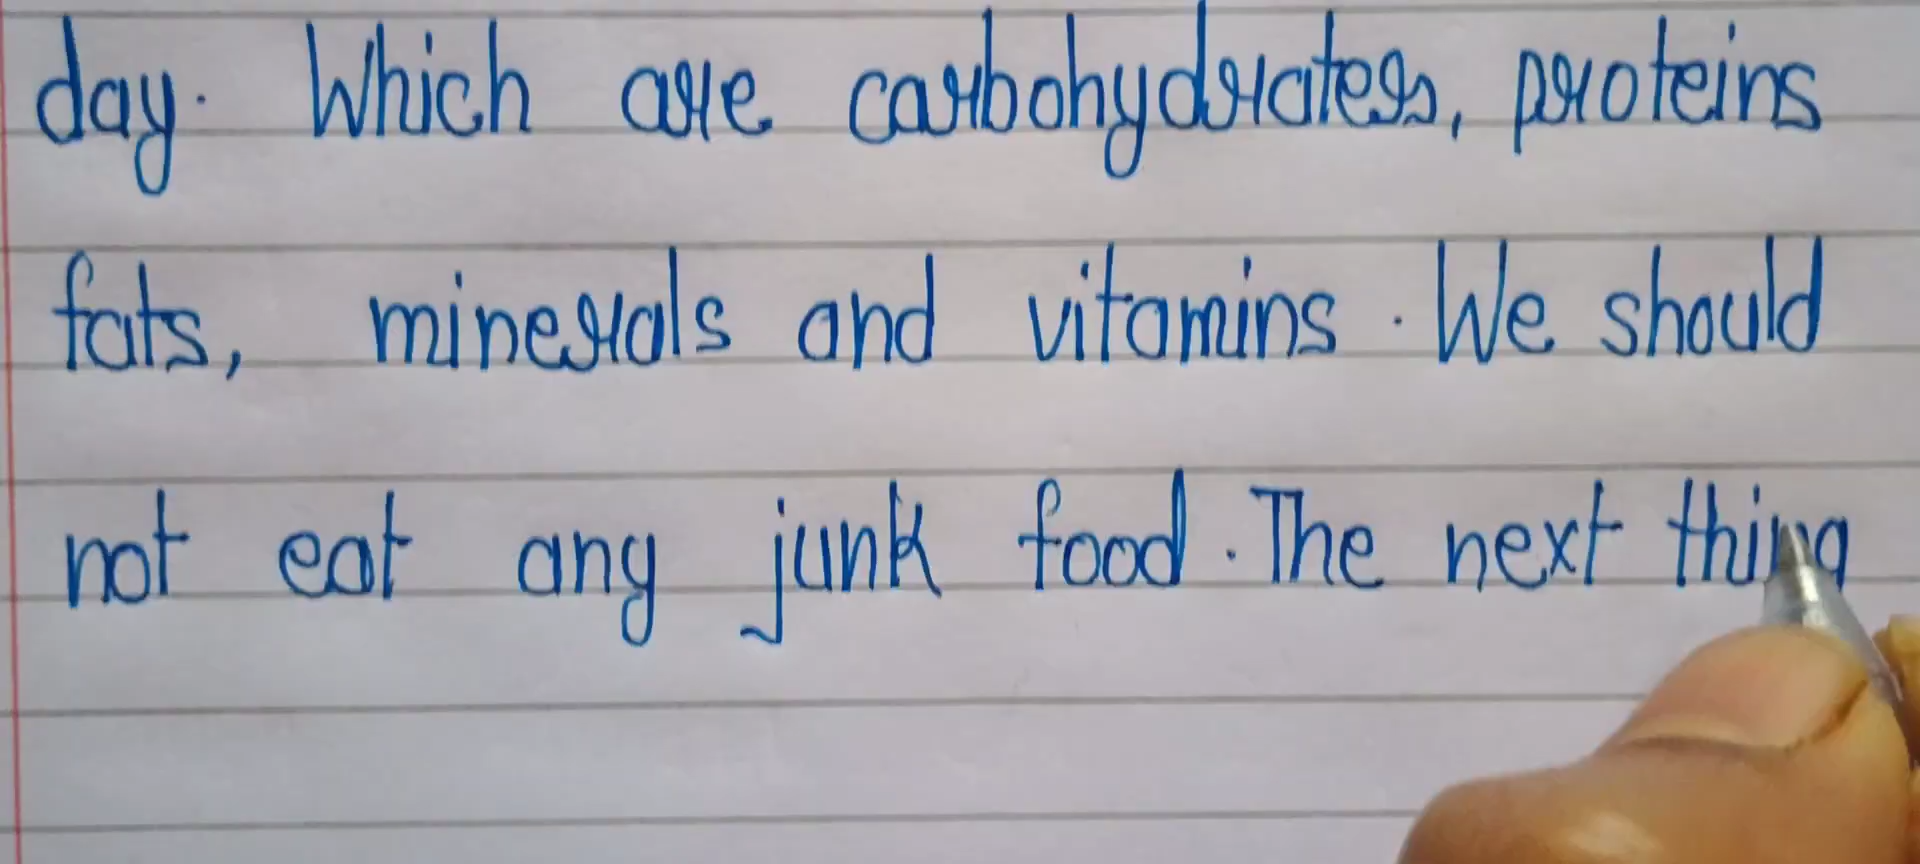 day. Which are carbohydrates, proteins
fats, minerals and vitamins. We should
not eat any junk food. The next thing